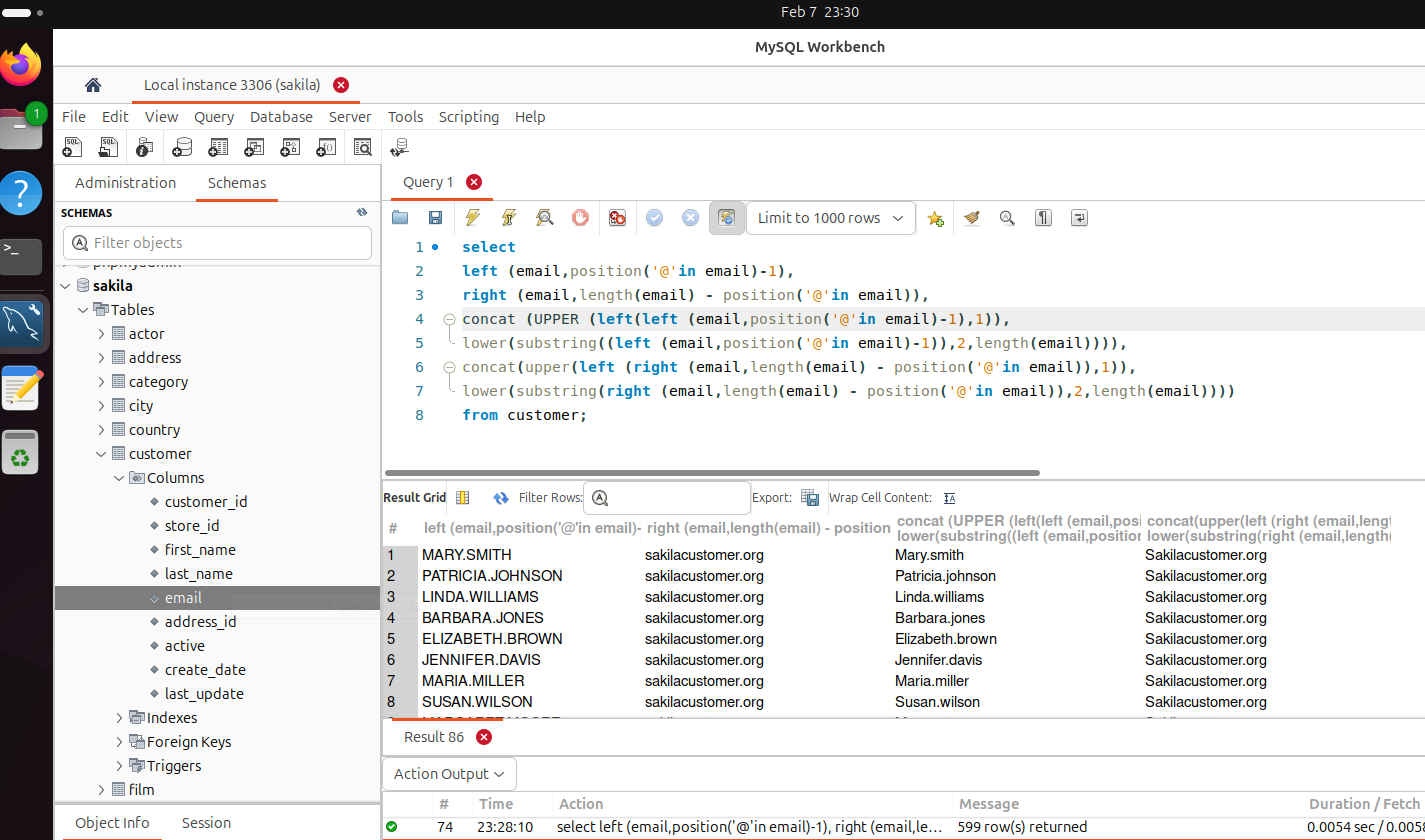 Feb 7 23:30
MySQL Workbench
Local instance 3306 (sakila)
1
File Edit View Query Database Server Tools Scripting Help
Administration Schemas
Query 1
SCHEMAS
Limit to 1000 rows
Filter objects
phpmyadmin
sakila
Tables
actor
address
category
city
country
customer
Columns
customer_id
store_id
first_name
last_name
email
address_id
active
create_date
last_update
Indexes
Foreign Keys
Triggers
film
Object Info Session
1 select
2 left (email,position('@'in email)-1),
3 right (email,length(email) - position('@'in email)),
4 concat (UPPER (left(left (email,position('@'in email)-1),1)),
5 lower(substring((left (email,position('@'in email)-1)),2,length(email)))),
6 concat(upper(left (right (email,length(email) - position('@'in email)),1)),
7 lower(substring(right (email,length(email) - position('@'in email)),2,length(email))))
8 from customer;
Result Grid Filter Rows: Export: Wrap Cell Content:
# left (email,position('@'in email)- right (email,length(email) - position concat (UPPER (left(left (email,posi concat(upper(left (right (email,lengt
lower(substring((left (email,position lower(substring(right (email,length(
1 MARY.SMITH sakilacustomer.org Mary.smith Sakilacustomer.org
2 PATRICIA.JOHNSON sakilacustomer.org Patricia.johnson Sakilacustomer.org
3 LINDA.WILLIAMS sakilacustomer.org Linda.williams Sakilacustomer.org
4 BARBARA.JONES sakilacustomer.org Barbara.jones Sakilacustomer.org
5 ELIZABETH.BROWN sakilacustomer.org Elizabeth.brown Sakilacustomer.org
6 JENNIFER.DAVIS sakilacustomer.org Jennifer.davis Sakilacustomer.org
7 MARIA.MILLER sakilacustomer.org Maria.miller Sakilacustomer.org
8 SUSAN.WILSON sakilacustomer.org Susan.wilson Sakilacustomer.org
Result 86
Action Output
# Time Action Message Duration / Fetch
74 23:28:10 select left (email,position('@'in email)-1), right (email,le... 599 row(s) returned 0.0054 sec / 0.0058